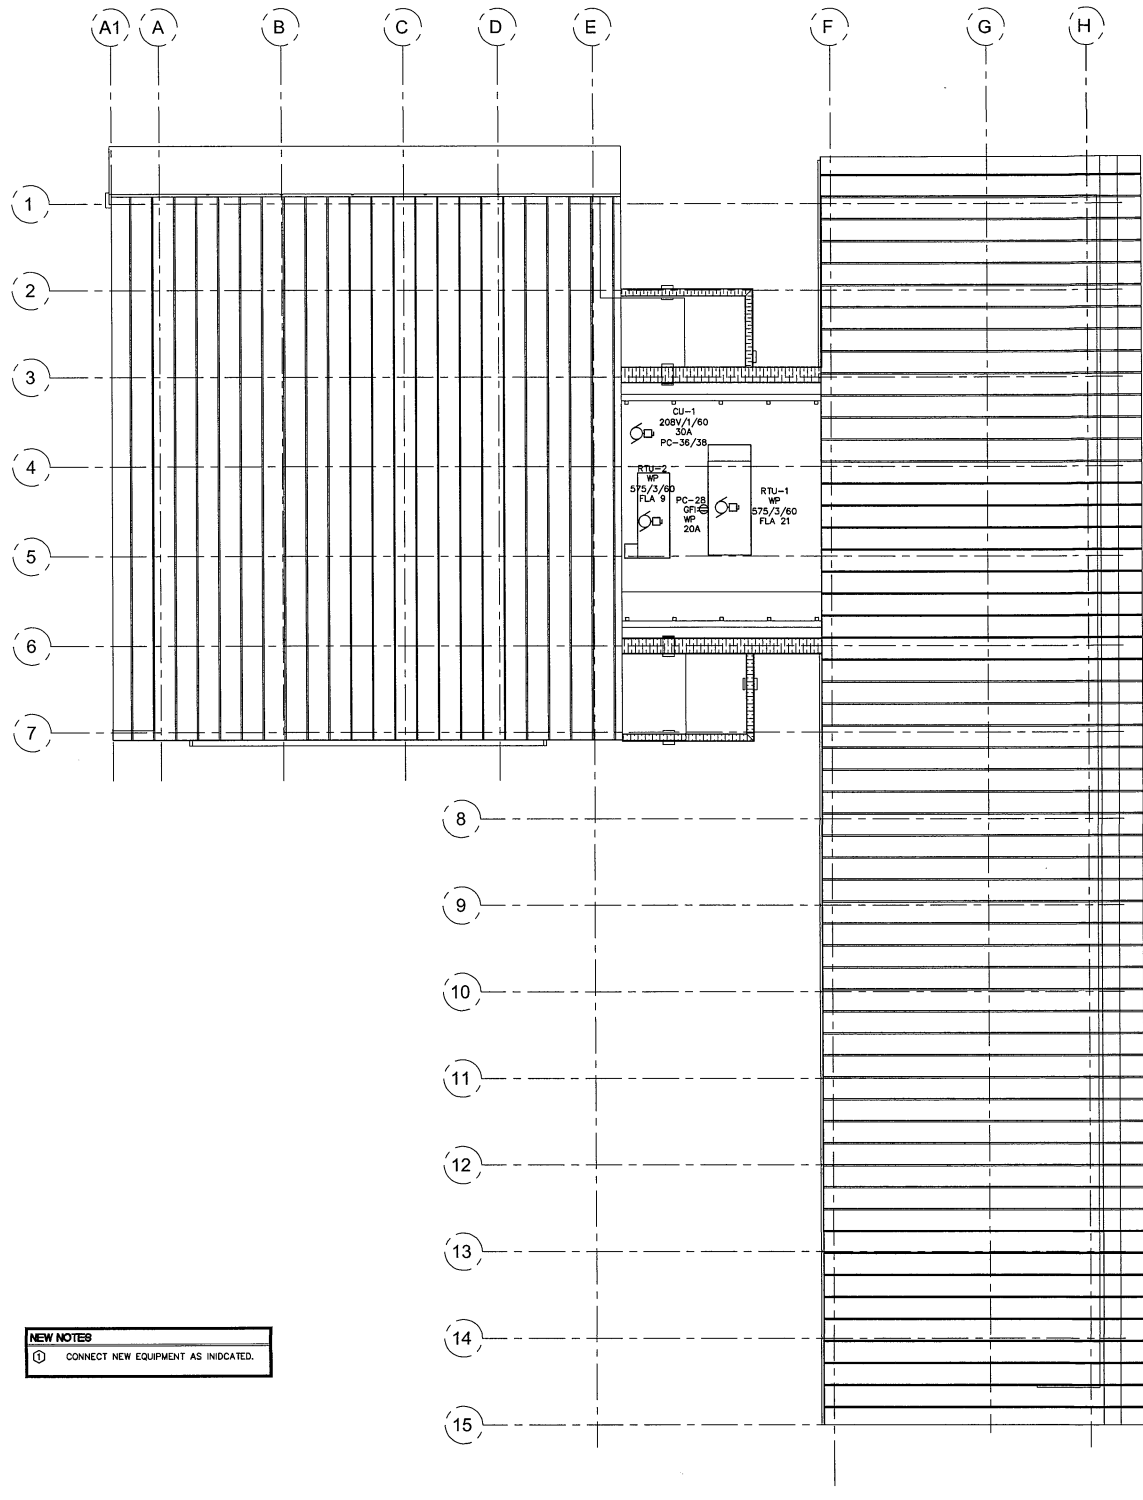 A1 A B C D E F G H
1
2
3
CU-1
208V/1/60
30A
PC-36/38
4
RTU-2
WP
575/3/60
FLA 9
PC-28
GFI
WP
20A
RTU-1
WP
575/3/60
FLA 21
5
6
7
8
9
10
11
12
13
14
15
NEW NOTES
1 CONNECT NEW EQUIPMENT AS INIDCATED.